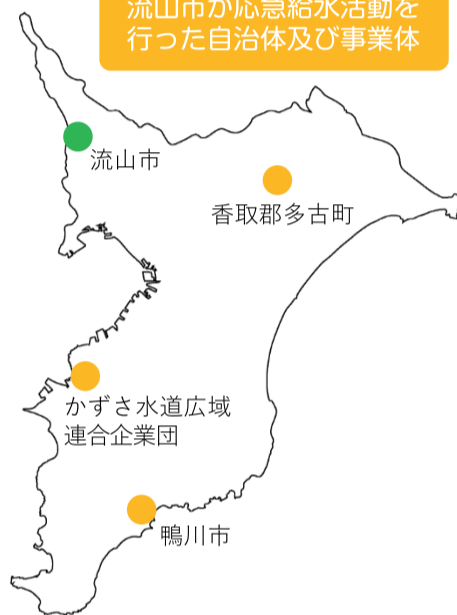 流山市が応急給水活動を
行った自治体及び事業体
流山市
香取郡多古町
かずさ水道広域
連合企業団
鴨川市